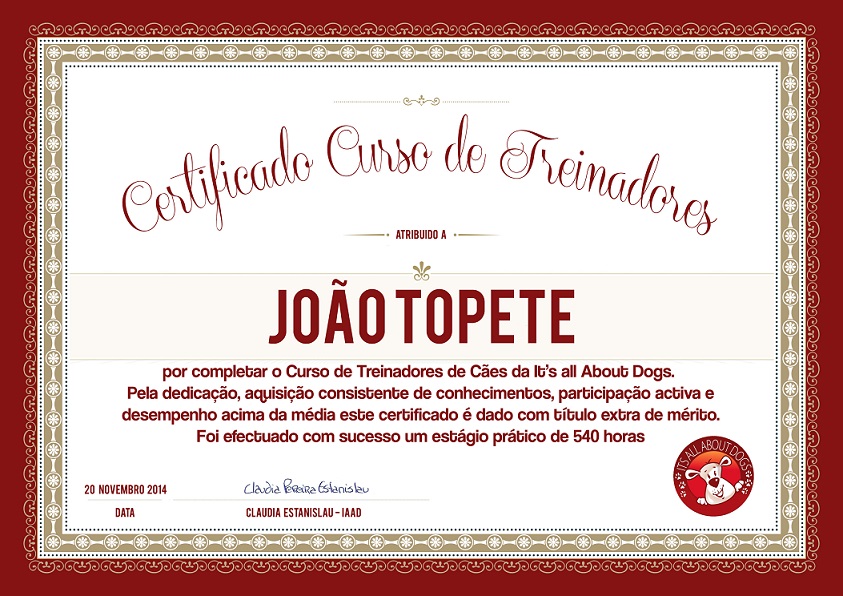 Certificado Curso de Treinadores
ATRIBUIDO A
JOÃO TOPETE
por completar o Curso de Treinadores de Cães da It's all About Dogs.
Pela dedicação, aquisição consistente de conhecimentos, participação activa e
desempenho acima da média este certificado é dado com título extra de mérito.
Foi efectuado com sucesso um estágio prático de 540 horas
IT'S ALL ABOUT DOGS
20 NOVEMBRO 2014
Claudia Pereira Estanislau
DATA
CLAUDIA ESTANISLAU – IAAD